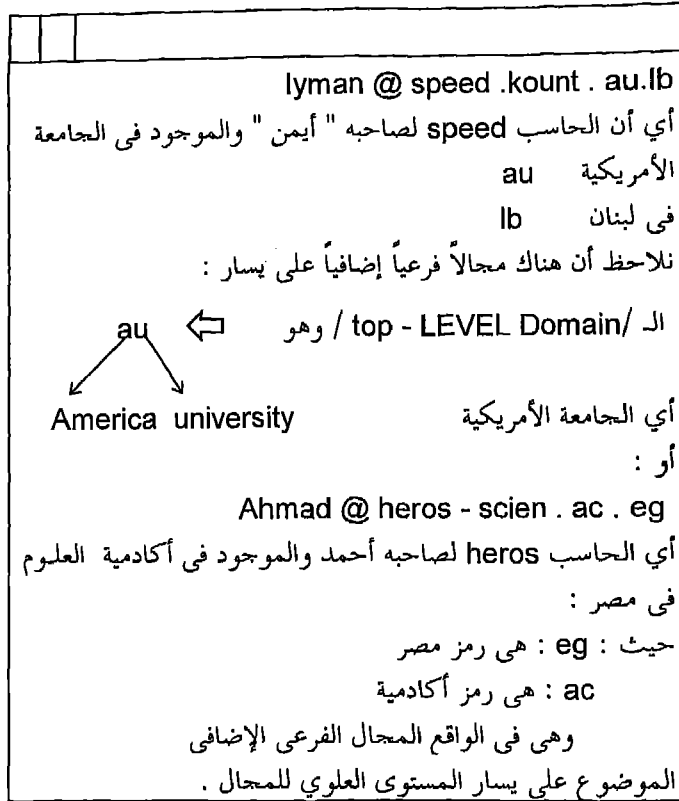 lyman @ speed .kount . au.lb
أي أن الحاسب speed لصاحبه " أيمن " والموجود فى الجامعة
الأمريكية au
فى لبنان lb
نلاحظ أن هناك مجالاً فرعياً إضافياً على يسار :
الـ /top - LEVEL Domain / وهو ⇦ au
أي الجامعة الأمريكية America university
أو :
Ahmad @ heros - scien . ac . eg
أي الحاسب heros لصاحبه أحمد والموجود فى أكادمية العلوم
فى مصر :
حيث : eg : هى رمز مصر
ac : هى رمز أكادمية
وهى فى الواقع المجال الفرعى الإضافى
الموضوع على يسار المستوى العلوي للمجال .